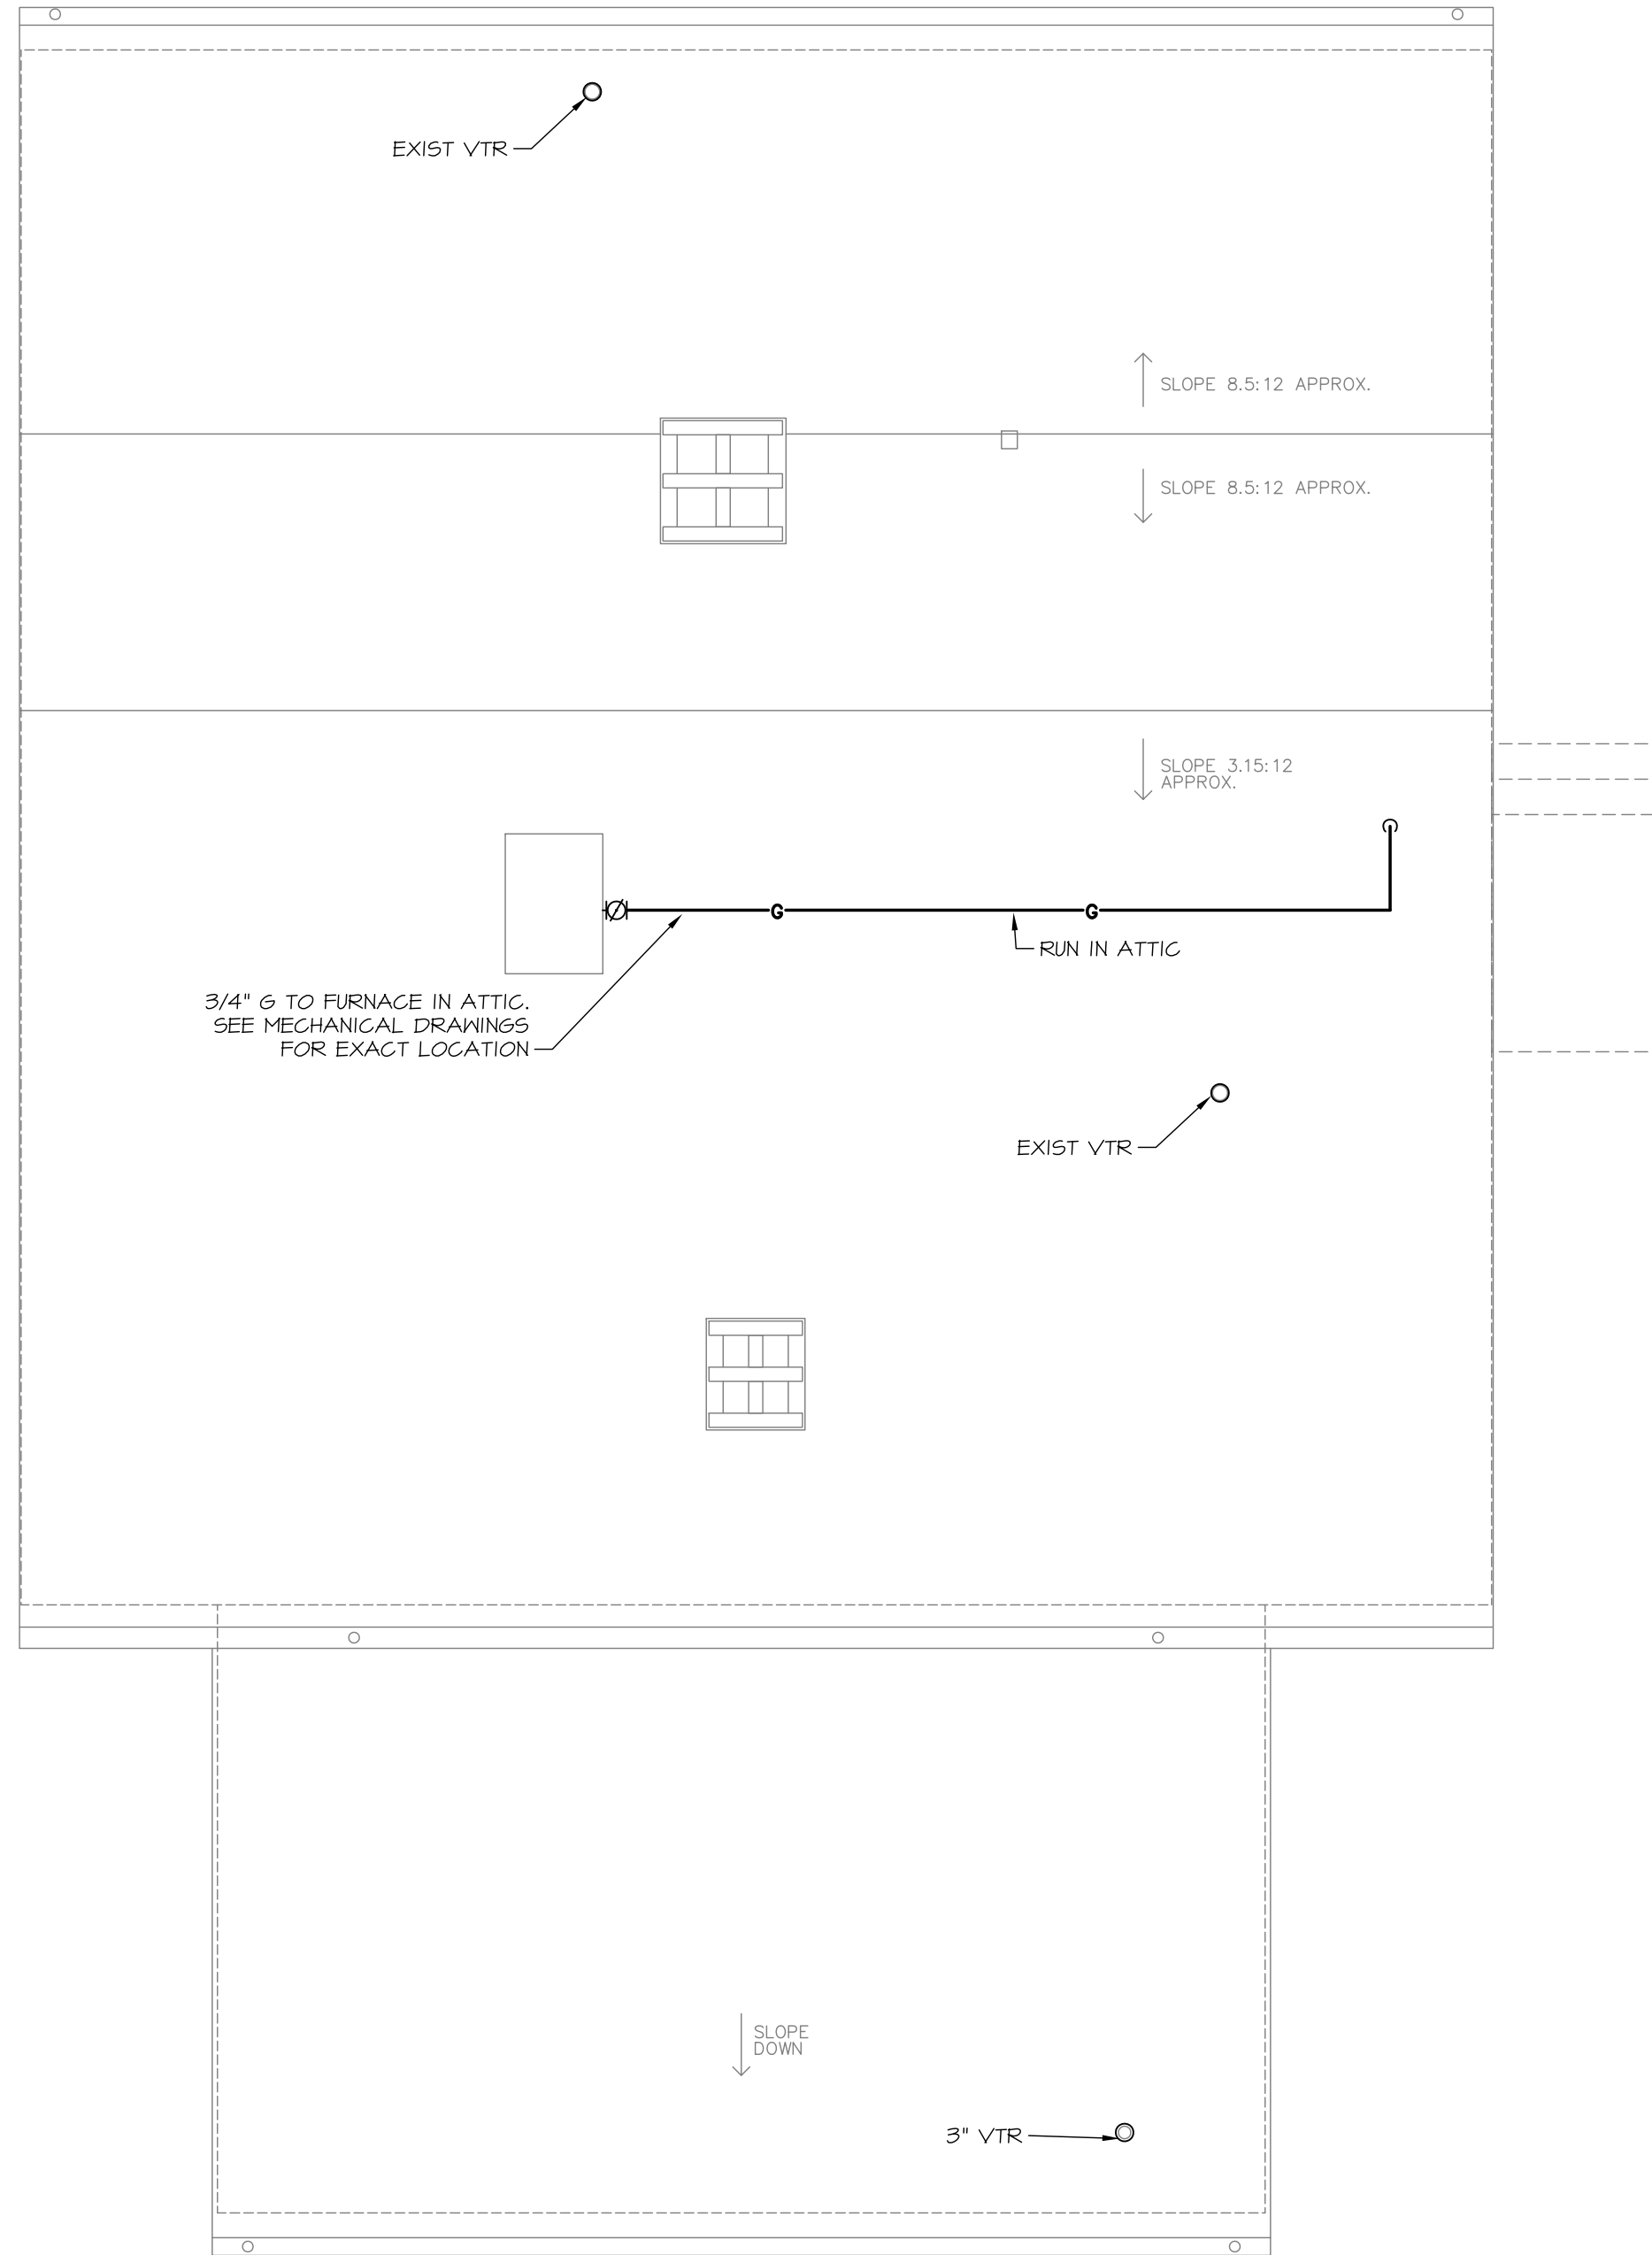 EXIST VTR
SLOPE 8.5:12 APPROX.
SLOPE 8.5:12 APPROX.
SLOPE 3.15:12
APPROX.
G
G
RUN IN ATTIC
3/4" G TO FURNACE IN ATTIC.
SEE MECHANICAL DRAWINGS
FOR EXACT LOCATION
EXIST VTR
SLOPE
DOWN
3" VTR